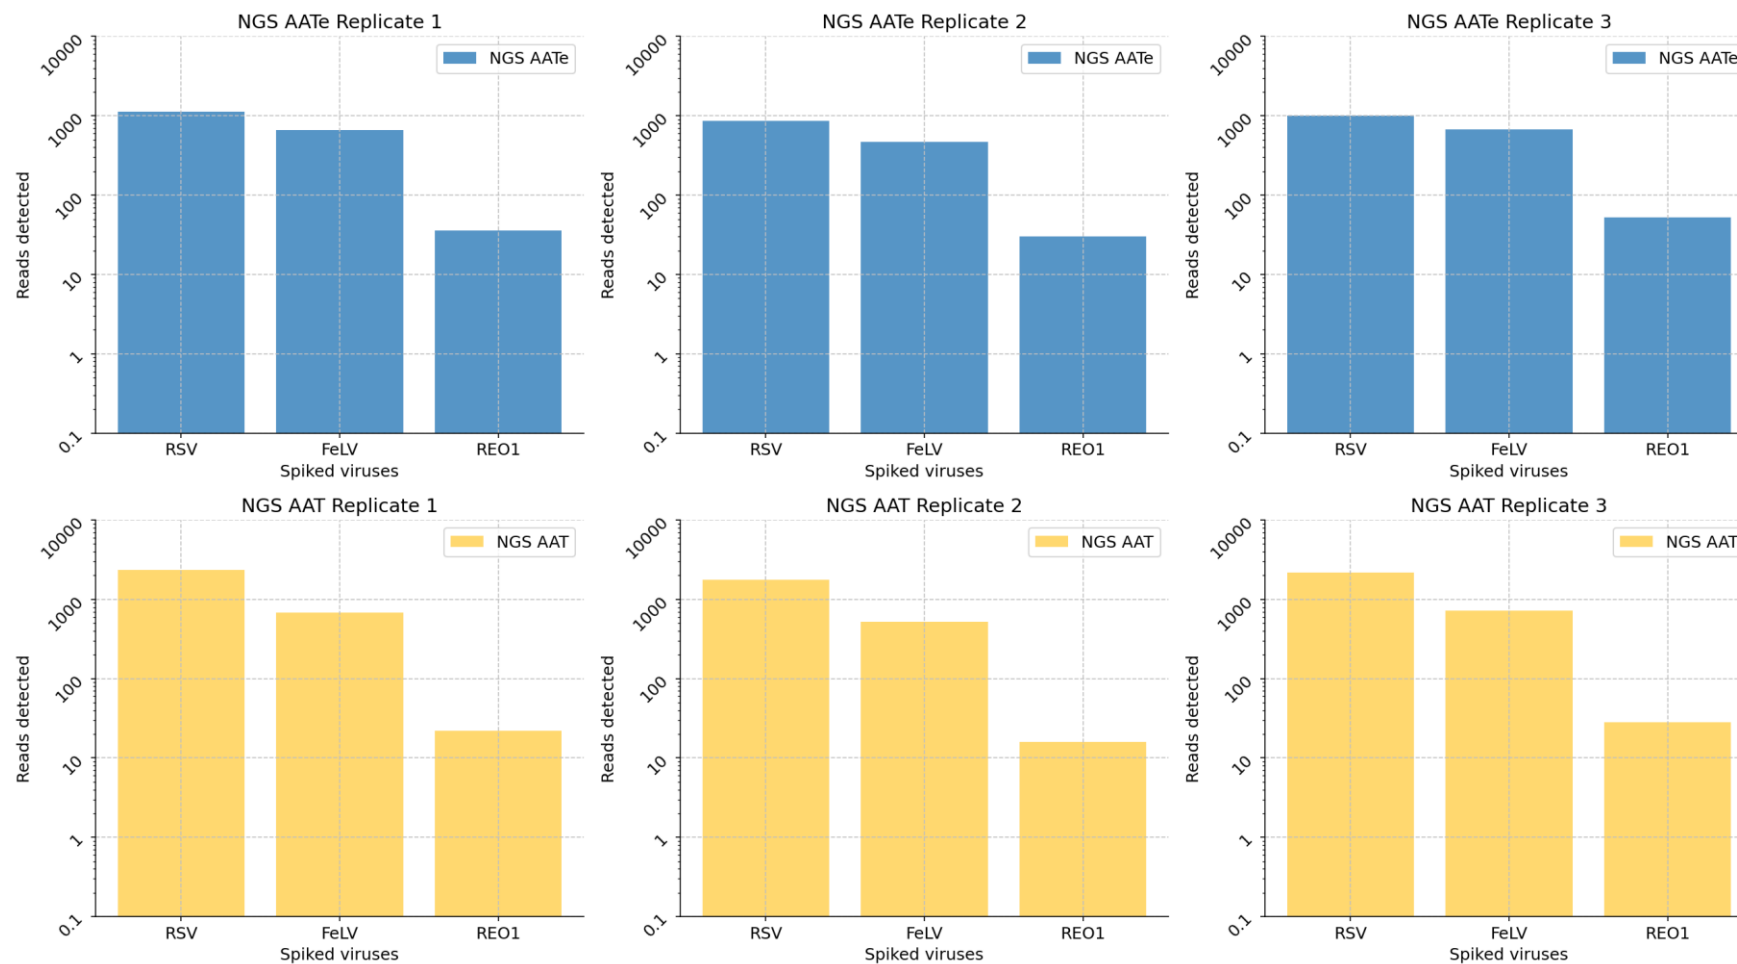 NGS AATe Replicate 1
NGS AATe
10000
1000
100
10
1
0.1
Reads detected
RSV
FeLV
REO1
Spiked viruses
NGS AATe Replicate 2
NGS AATe
10000
1000
100
10
1
0.1
Reads detected
RSV
FeLV
REO1
Spiked viruses
NGS AATe Replicate 3
NGS AATe
10000
1000
100
10
1
0.1
Reads detected
RSV
FeLV
REO1
Spiked viruses
NGS AAT Replicate 1
NGS AAT
10000
1000
100
10
1
0.1
Reads detected
RSV
FeLV
REO1
Spiked viruses
NGS AAT Replicate 2
NGS AAT
10000
1000
100
10
1
0.1
Reads detected
RSV
FeLV
REO1
Spiked viruses
NGS AAT Replicate 3
NGS AAT
10000
1000
100
10
1
0.1
Reads detected
RSV
FeLV
REO1
Spiked viruses